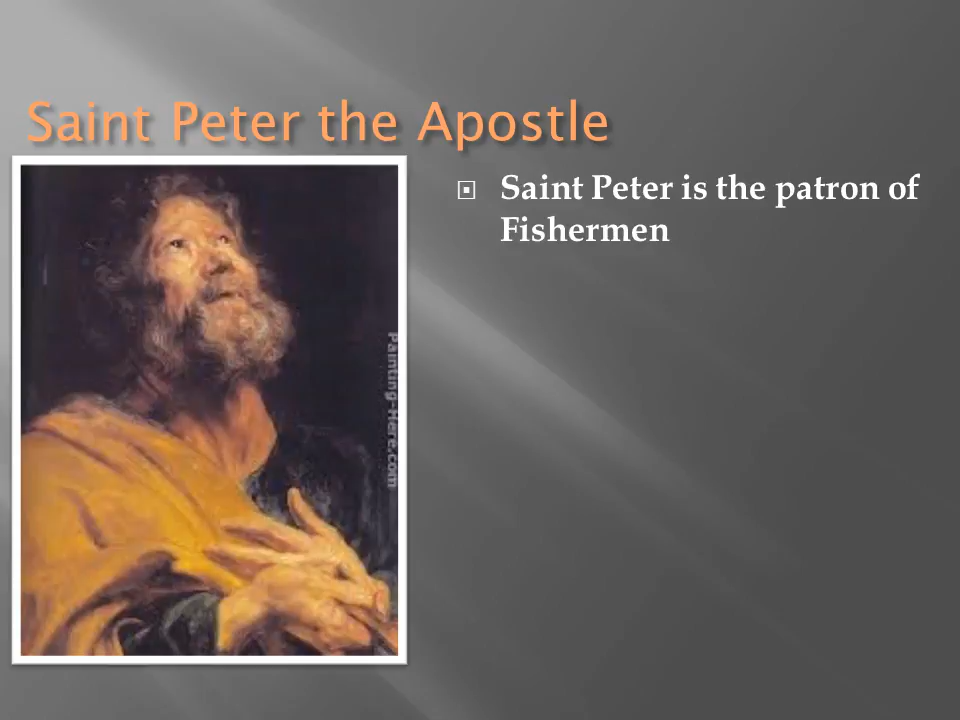 Saint Peter the Apostle
Saint Peter is the patron of
Fishermen
Painting-Here.com